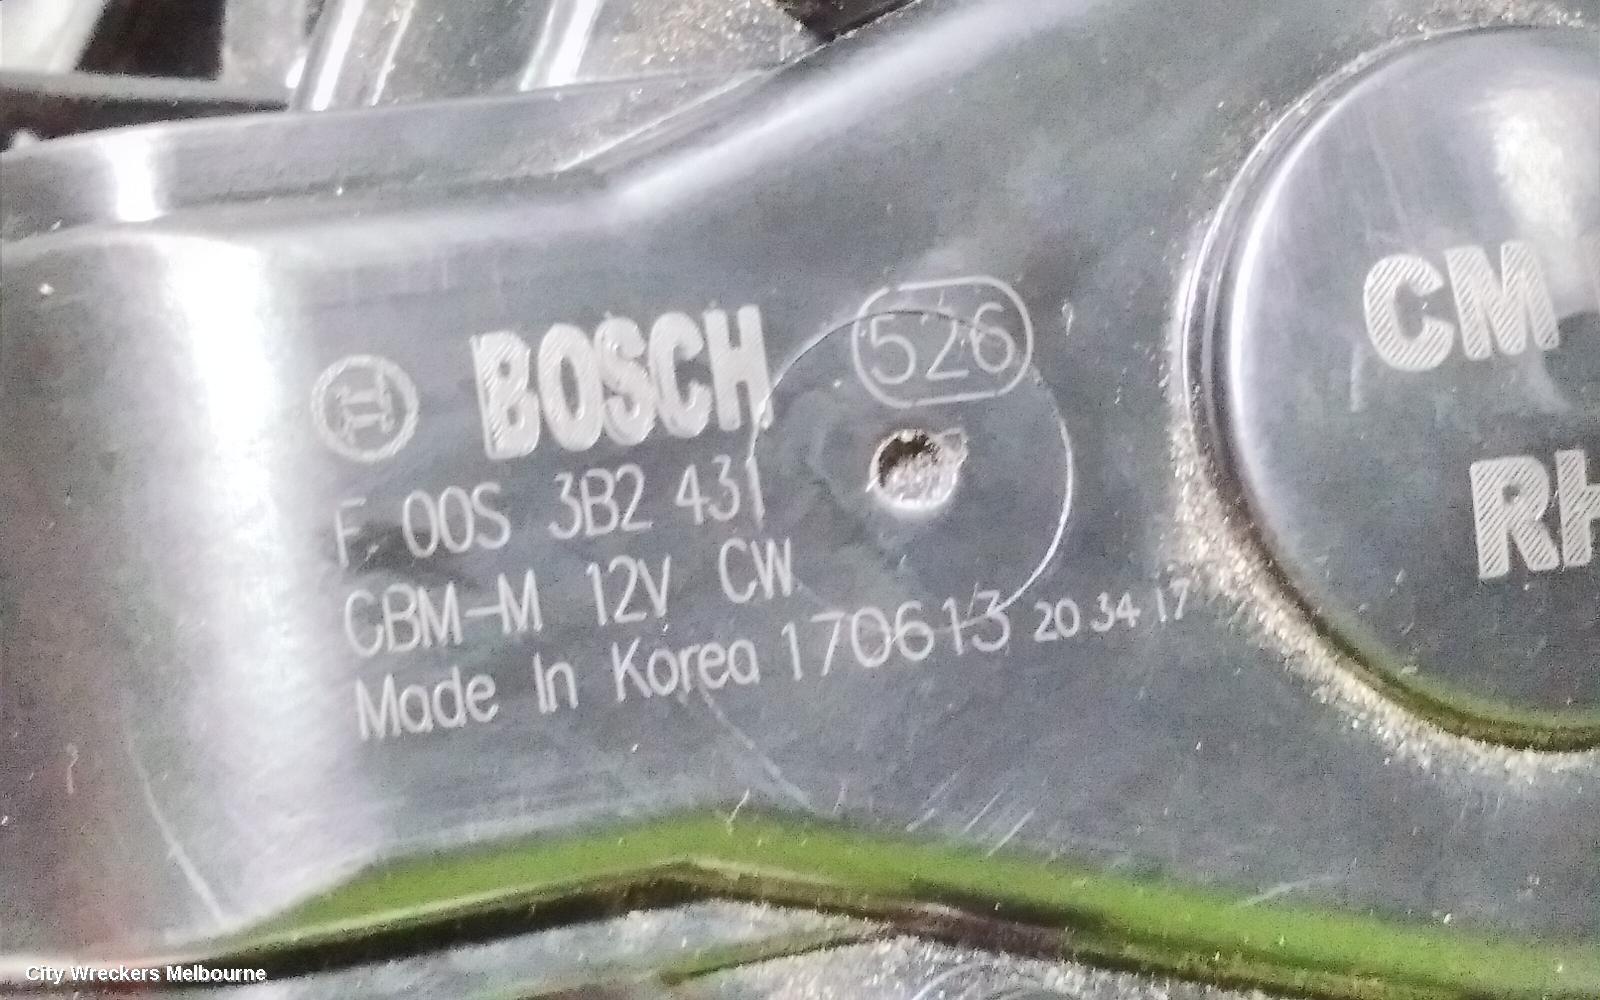 BOSCH
526
F 00S 3B2 431
CBM-M 12V CW
Made In Korea 170613 20 34 17
CM
RH
City Wreckers Melbourne